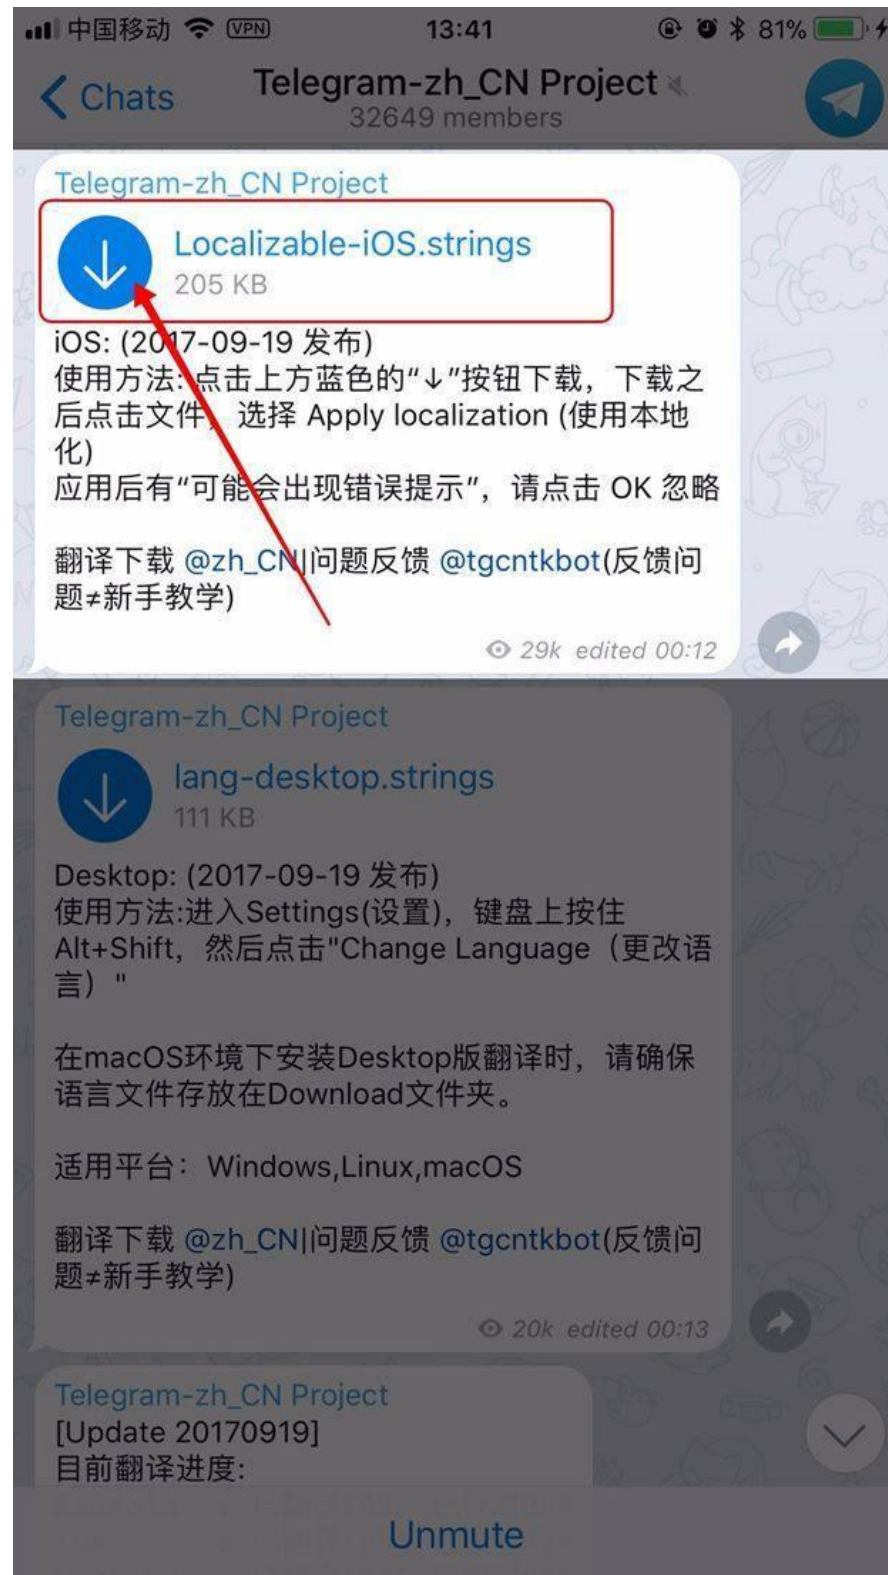 中国移动 VPN 13:41 81%
Chats Telegram-zh_CN Project
32649 members
Telegram-zh_CN Project
Localizable-iOS.strings
205 KB
iOS: (2017-09-19 发布)
使用方法: 点击上方蓝色的“↓”按钮下载，下载之
后点击文件，选择 Apply localization (使用本地
化)
应用后有“可能会出现错误提示”，请点击 OK 忽略
翻译下载 @zh_CN|问题反馈 @tgcntkbot(反馈问
题≠新手教学)
29k edited 00:12
Telegram-zh_CN Project
lang-desktop.strings
111 KB
Desktop: (2017-09-19 发布)
使用方法:进入Settings(设置)，键盘上按住
Alt+Shift，然后点击"Change Language（更改语
言）"
在macOS环境下安装Desktop版翻译时，请确保
语言文件存放在Download文件夹。
适用平台：Windows,Linux,macOS
翻译下载 @zh_CN|问题反馈 @tgcntkbot(反馈问
题≠新手教学)
20k edited 00:13
Telegram-zh_CN Project
[Update 20170919]
目前翻译进度:
Unmute